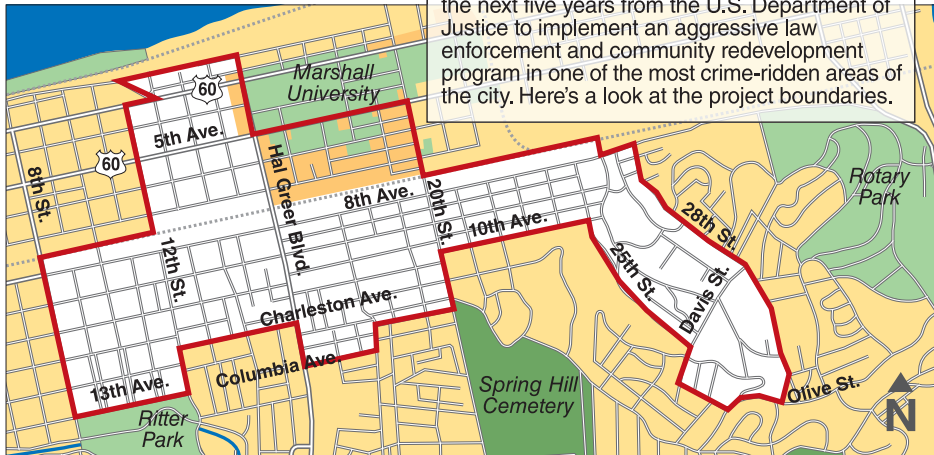 the next five years from the U.S. Department of
Justice to implement an aggressive law
enforcement and community redevelopment
program in one of the most crime-ridden areas of
the city. Here's a look at the project boundaries.
Marshall
University
60
5th Ave.
60
8th St.
Hal Greer Blvd.
8th Ave.
20th St.
10th Ave.
12th St.
28th St.
Rotary
Park
25th St.
Davis St.
Charleston Ave.
Columbia Ave.
13th Ave.
Ritter
Park
Spring Hill
Cemetery
Olive St.
N